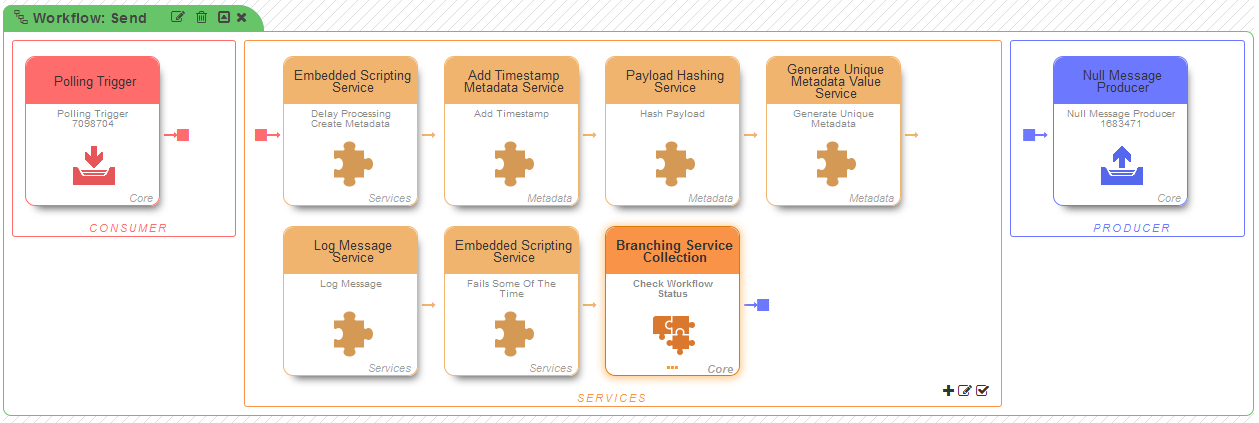 Workflow: Send
Polling Trigger
Polling Trigger
7098704
Core
CONSUMER
Embedded Scripting
Service
Delay Processing
Create Metadata
Services
Add Timestamp
Metadata Service
Add Timestamp
Metadata
Payload Hashing
Service
Hash Payload
Metadata
Generate Unique
Metadata Value
Service
Generate Unique
Metadata
Metadata
Log Message
Service
Log Message
Services
Embedded Scripting
Service
Fails Some Of The
Time
Services
Branching Service
Collection
Check Workflow
Status
Core
SERVICES
Null Message
Producer
Null Message Producer
1683471
Core
PRODUCER